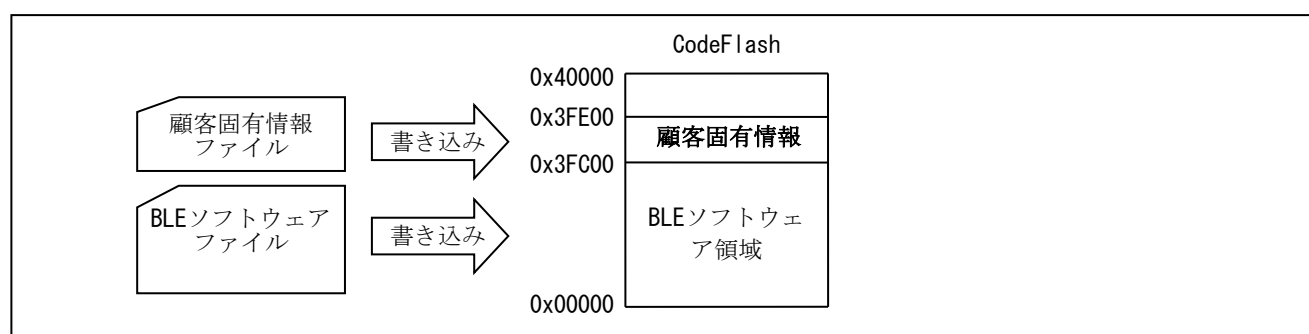 CodeFlash
0x40000
0x3FE00
顧客固有情報
ファイル
書き込み
顧客固有情報
0x3FC00
BLEソフトウェア
ファイル
書き込み
BLEソフトウェ
ア領域
0x00000